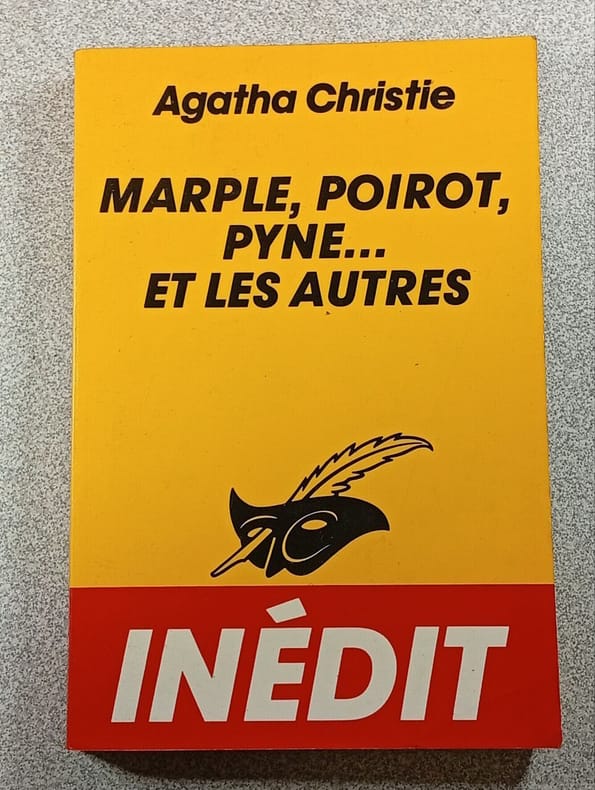 Agatha Christie
MARPLE, POIROT,
PYNE...
ET LES AUTRES
INÉDIT